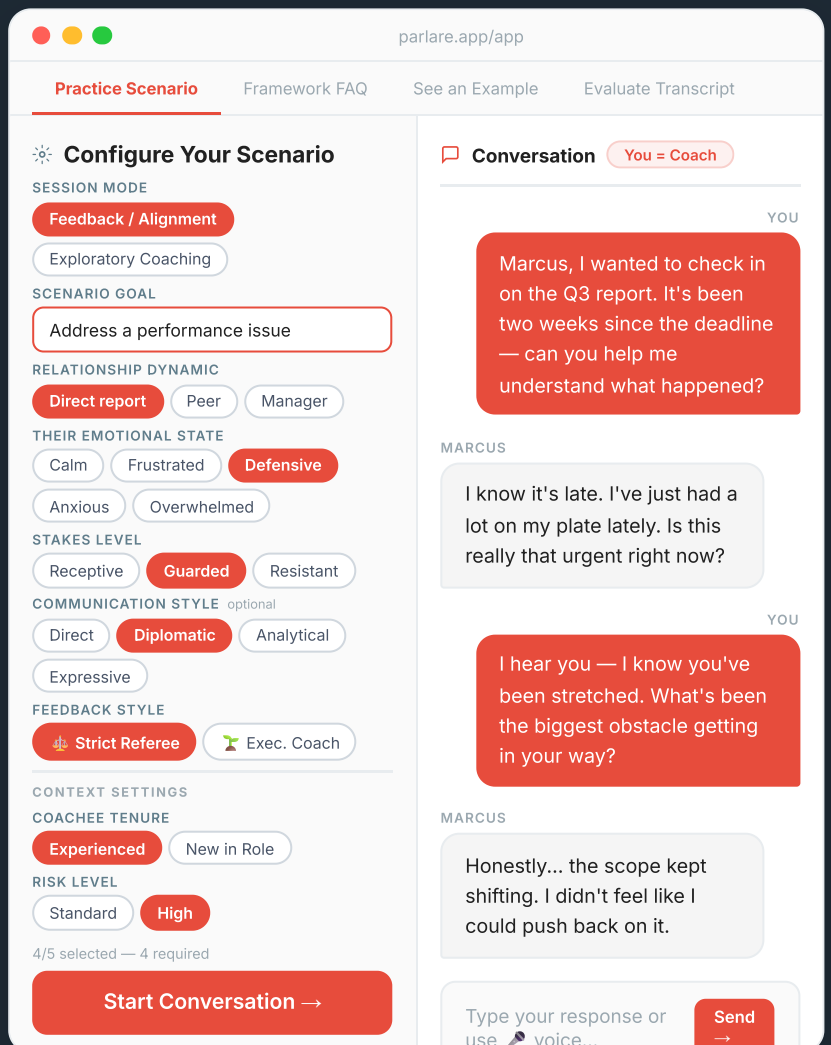 parlare.app/app
Practice Scenario
Framework FAQ
See an Example
Evaluate Transcript
Configure Your Scenario
SESSION MODE
Feedback / Alignment
Exploratory Coaching
SCENARIO GOAL
Address a performance issue
RELATIONSHIP DYNAMIC
Direct report
Peer
Manager
THEIR EMOTIONAL STATE
Calm
Frustrated
Defensive
Anxious
Overwhelmed
STAKES LEVEL
Receptive
Guarded
Resistant
COMMUNICATION STYLE optional
Direct
Diplomatic
Analytical
Expressive
FEEDBACK STYLE
⚖️ Strict Referee
🌱 Exec. Coach
CONTEXT SETTINGS
COACHEE TENURE
Experienced
New in Role
RISK LEVEL
Standard
High
4/5 selected — 4 required
Start Conversation →
Conversation
You = Coach
YOU
Marcus, I wanted to check in
on the Q3 report. It's been
two weeks since the deadline
— can you help me
understand what happened?
MARCUS
I know it's late. I've just had a
lot on my plate lately. Is this
really that urgent right now?
YOU
I hear you — I know you've
been stretched. What's been
the biggest obstacle getting
in your way?
MARCUS
Honestly... the scope kept
shifting. I didn't feel like I
could push back on it.
Type your response or
use 🎤 voice...
Send
→